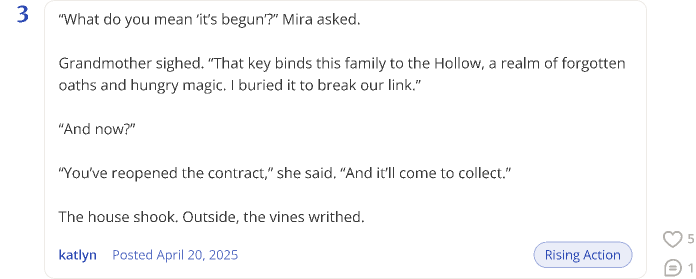 3
“What do you mean ‘it’s begun’?” Mira asked.
Grandmother sighed. “That key binds this family to the Hollow, a realm of forgotten
oaths and hungry magic. I buried it to break our link.”
“And now?”
“You’ve reopened the contract,” she said. “And it’ll come to collect.”
The house shook. Outside, the vines writhed.
katlyn Posted April 20, 2025 Rising Action
5
1